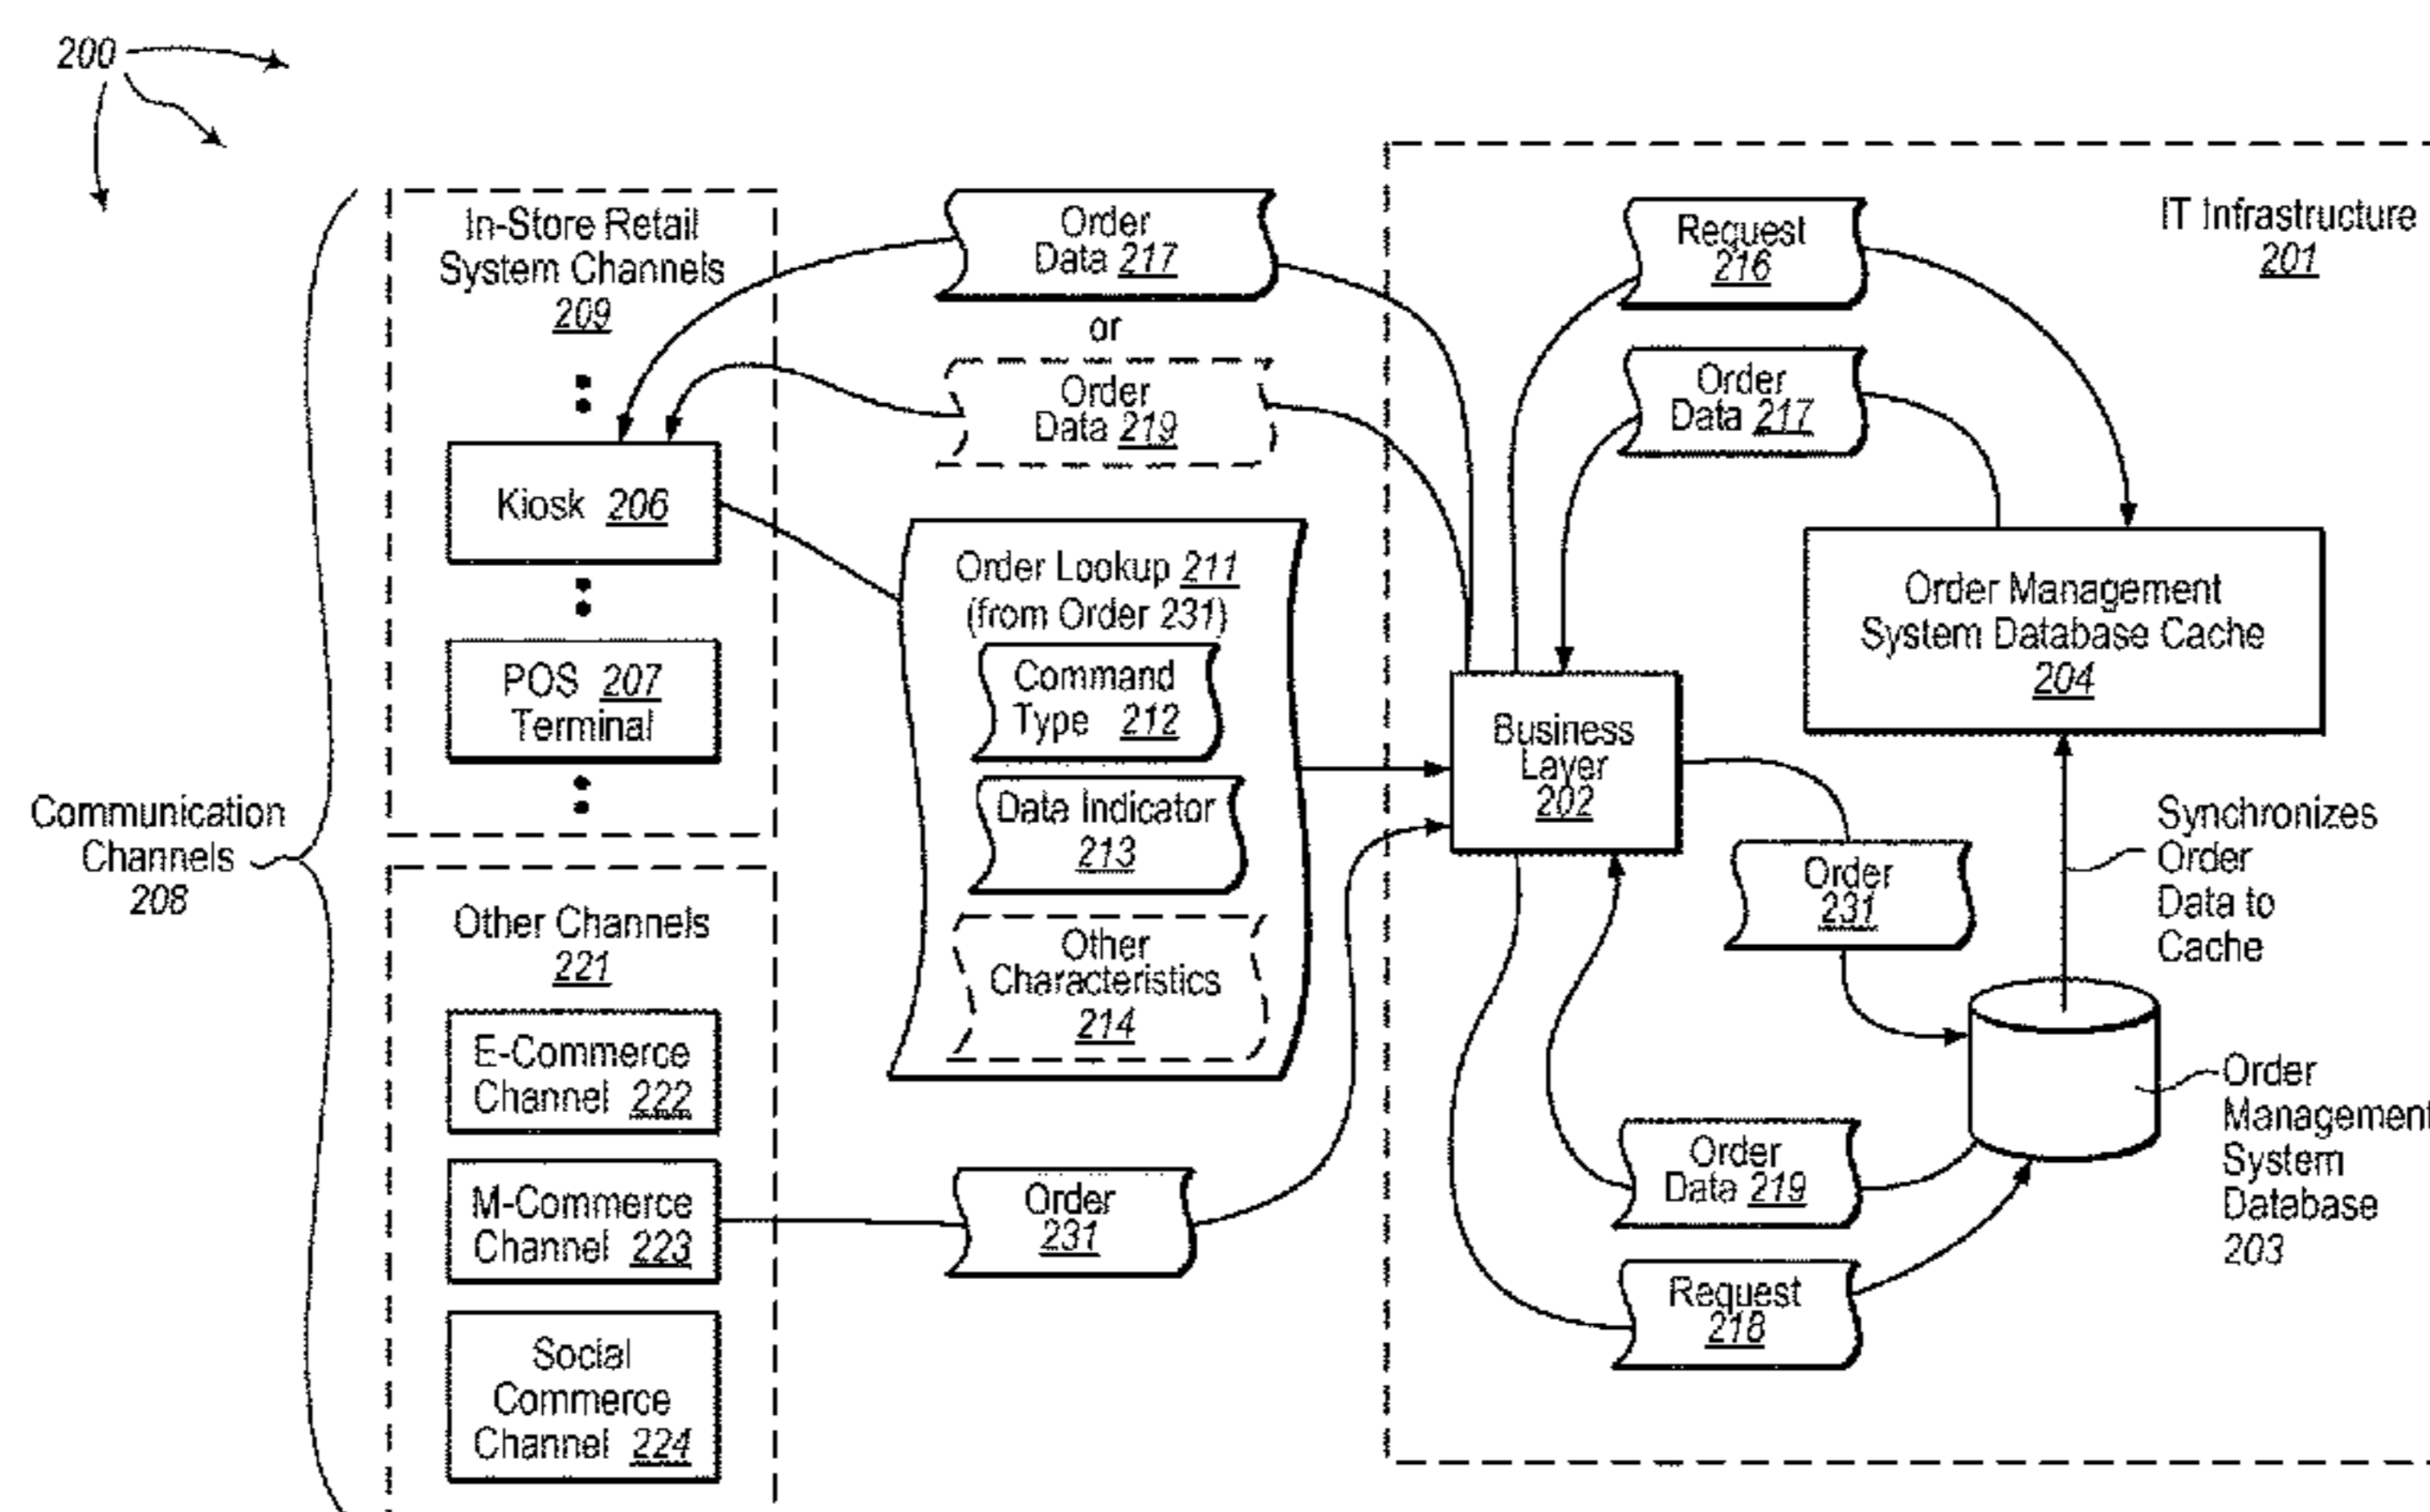 200
In-Store Retail
System Channels
209
Kiosk 206
POS 207
Terminal
Communication
Channels
208
Other Channels
221
E-Commerce
Channel 222
M-Commerce
Channel 223
Social
Commerce
Channel 224
Order
Data 217
or
Order
Data 219
Order Lookup 211
(from Order 231)
Command
Type 212
Data Indicator
213
Other
Characteristics
214
Order
231
IT Infrastructure
201
Request
216
Order
Data 217
Order Management
System Database Cache
204
Business
Layer
202
Order
231
Synchronizes
Order
Data to
Cache
Order
Data 219
Request
218
Order
Management
System
Database
203